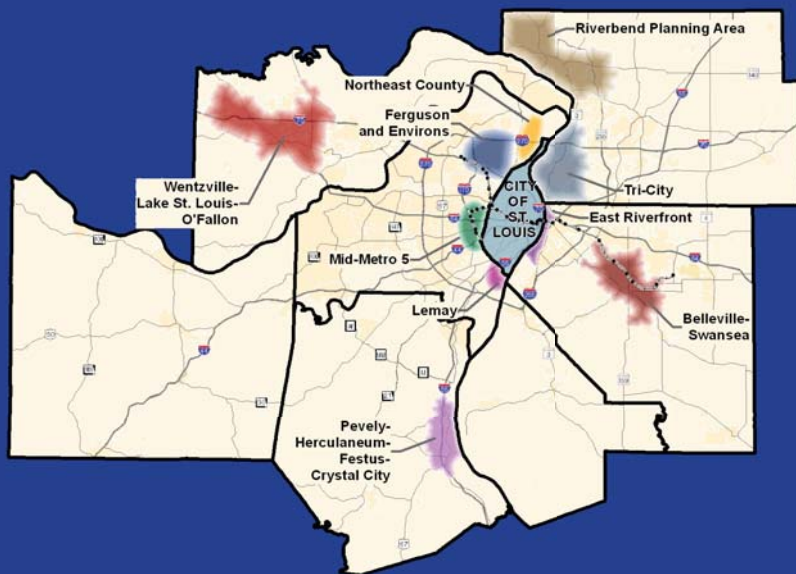 Riverbend Planning Area
Northeast County
Ferguson
and Environs
Wentzville-
Lake St. Louis-
O'Fallon
CITY
OF
ST.
LOUIS
Tri-City
East Riverfront
Mid-Metro 5
Lemay
Belleville-
Swansea
Pevely-
Herculaneum-
Festus-
Crystal City